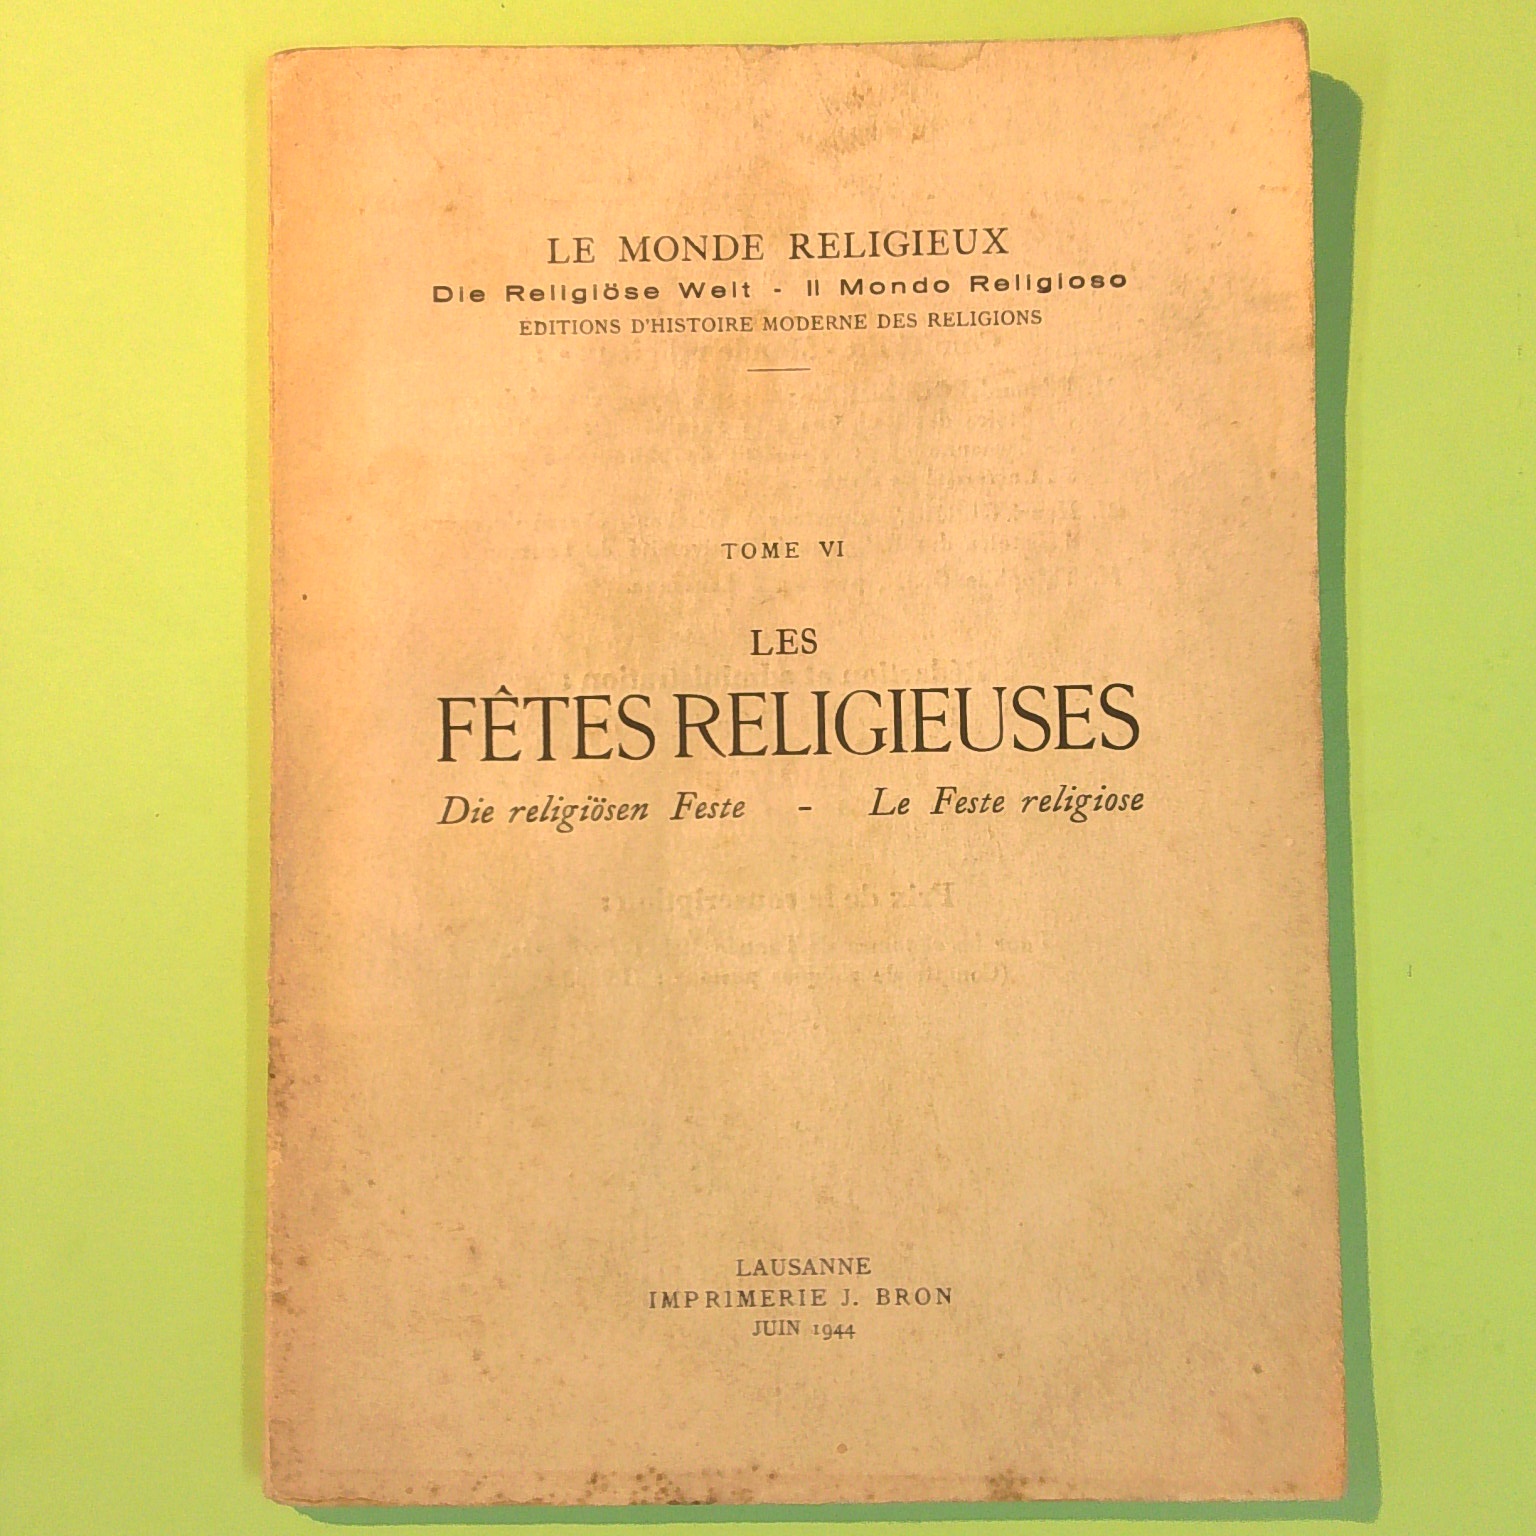 LE MONDE RELIGIEUX
Die Religiöse Welt - Il Mondo Religioso
EDITIONS D'HISTOIRE MODERNE DES RELIGIONS
TOME VI
LES
FÊTES RELIGIEUSES
Die religiösen Feste - Le Feste religiose
LAUSANNE
IMPRIMERIE J. BRON
JUIN 1944